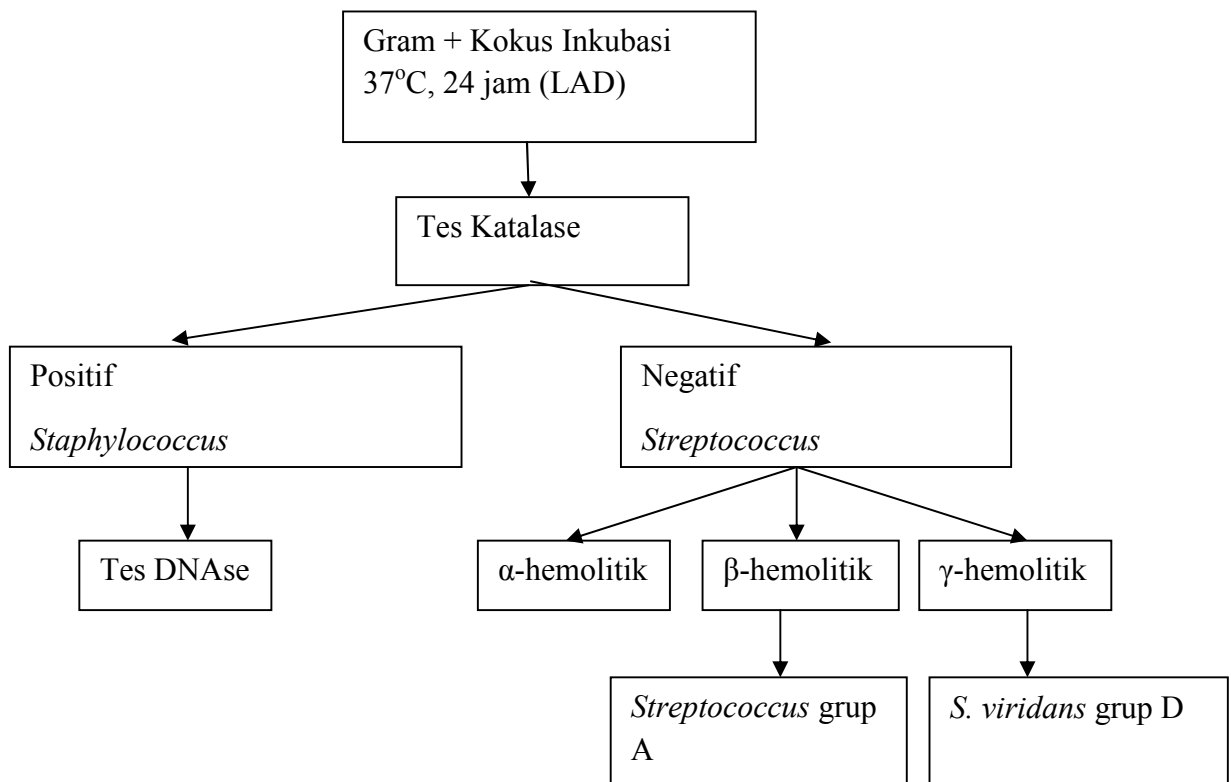 Gram + Kokus Inkubasi
37°C, 24 jam (LAD)
Tes Katalase
Positif
Staphylococcus
Negatif
Streptococcus
Tes DNAse
α-hemolitik
β-hemolitik
γ-hemolitik
Streptococcus grup
A
S. viridans grup D